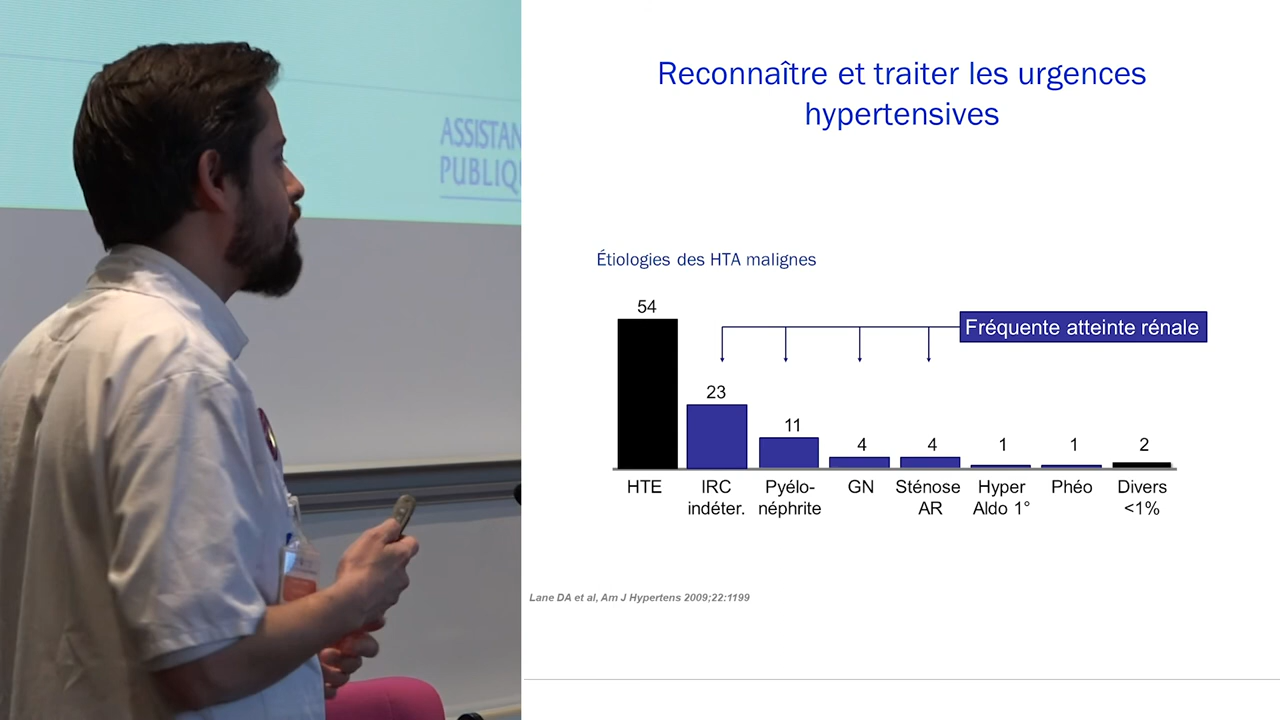 ASSISTAN
PUBLIQU
Reconnaître et traiter les urgences
hypertensives
Étiologies des HTA malignes
54
Fréquente atteinte rénale
23
11
4
4
1
1
2
HTE
IRC
indéter.
Pyélo-
néphrite
GN
Sténose
AR
Hyper
Aldo 1°
Phéo
Divers
<1%
Lane DA et al, Am J Hypertens 2009;22:1199